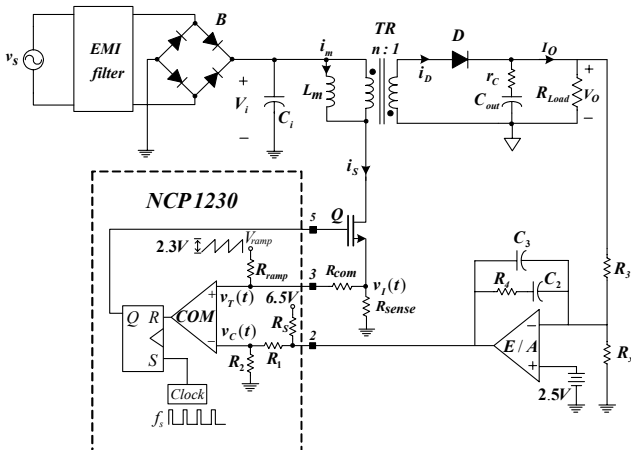 B
TR
n : 1
D
EMI
filter
v_s
i_m
L_m
i_D
I_O
r_C
C_out
R_Load
+
V_O
−
+
V_i
−
C_i
i_S
NCP1230
5
Q
2.3V
V_ramp
R_ramp
3
R_com
v_I(t)
R_sense
6.5V
v_T(t)
+
COM
Q
R
S
v_C(t)
−
R_S
2
R_2
R_1
Clock
f_s
C_3
R_4
C_2
R_3
−
E / A
+
2.5V